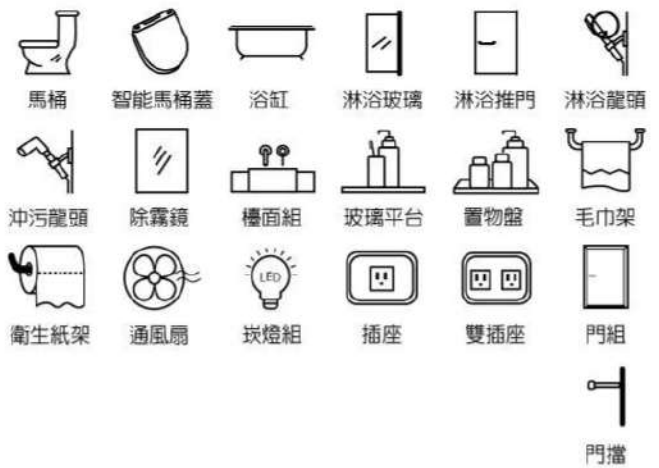 馬桶 智能馬桶蓋 浴缸 淋浴玻璃 淋浴推門 淋浴龍頭
沖污龍頭 除霧鏡 檯面組 玻璃平台 置物盤 毛巾架
LED
衛生紙架 通風扇 崁燈組 插座 雙插座 門組
門擋